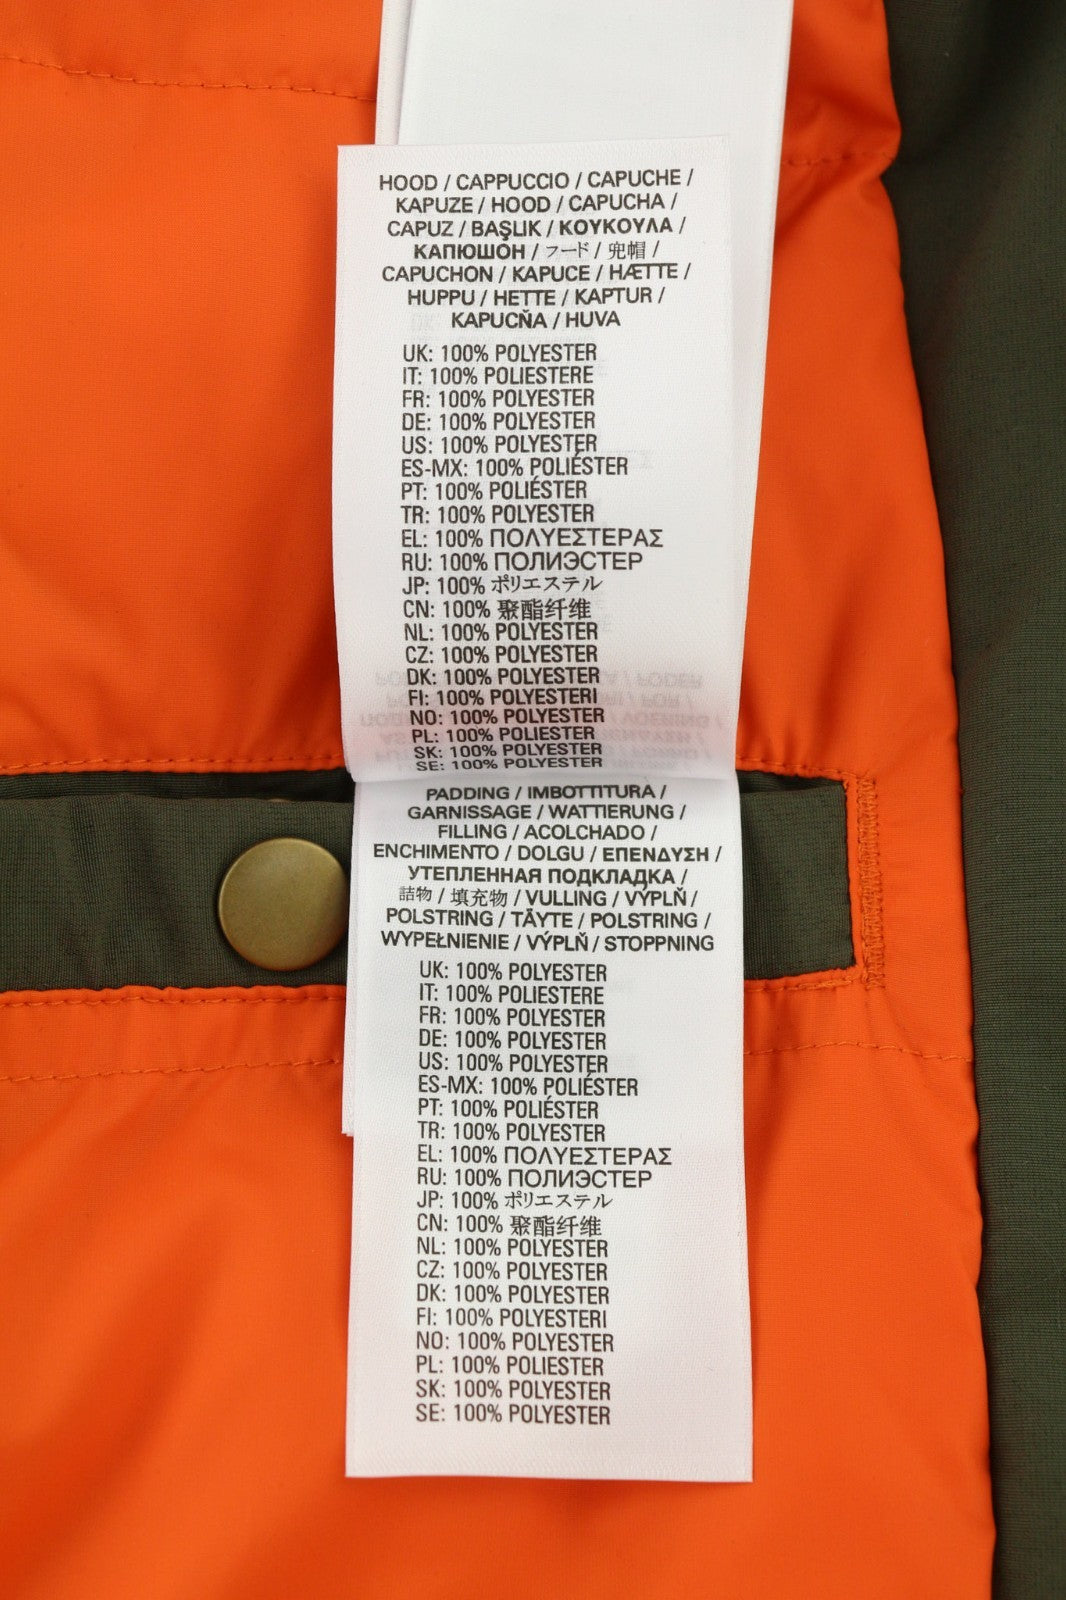 HOOD / CAPPUCCIO / CAPUCHE /
KAPUZE / HOOD / CAPUCHA /
CAPUZ / BAŞLIK / ΚΟΥΚΟΥΛΑ /
КАПЮШОН / フード / 兜帽 /
CAPUCHON / KAPUCE / HÆTTE /
HUPPU / HETTE / KAPTUR /
KAPUCŇA / HUVA
UK: 100% POLYESTER
IT: 100% POLIESTERE
FR: 100% POLYESTER
DE: 100% POLYESTER
US: 100% POLYESTER
ES-MX: 100% POLIÉSTER
PT: 100% POLIÉSTER
TR: 100% POLYESTER
EL: 100% ΠΟΛΥΕΣΤΕΡΑΣ
RU: 100% ПОЛИЭСТЕР
JP: 100% ポリエステル
CN: 100% 聚酯纤维
NL: 100% POLYESTER
CZ: 100% POLYESTER
DK: 100% POLYESTER
FI: 100% POLYESTERI
NO: 100% POLYESTER
PL: 100% POLIESTER
SK: 100% POLYESTER
SE: 100% POLYESTER
PADDING / IMBOTTITURA /
GARNISSAGE / WATTIERUNG /
FILLING / ACOLCHADO /
ENCHIMENTO / DOLGU / ΕΠΕΝΔΥΣΗ /
УТЕПЛЕННАЯ ПОДКЛАДКА /
詰物 / 填充物 / VULLING / VÝPLŇ /
POLSTRING / TÄYTE / POLSTRING /
WYPEŁNIENIE / VÝPLŇ / STOPPNING
UK: 100% POLYESTER
IT: 100% POLIESTERE
FR: 100% POLYESTER
DE: 100% POLYESTER
US: 100% POLYESTER
ES-MX: 100% POLIÉSTER
PT: 100% POLIÉSTER
TR: 100% POLYESTER
EL: 100% ΠΟΛΥΕΣΤΕΡΑΣ
RU: 100% ПОЛИЭСТЕР
JP: 100% ポリエステル
CN: 100% 聚酯纤维
NL: 100% POLYESTER
CZ: 100% POLYESTER
DK: 100% POLYESTER
FI: 100% POLYESTERI
NO: 100% POLYESTER
PL: 100% POLIESTER
SK: 100% POLYESTER
SE: 100% POLYESTER